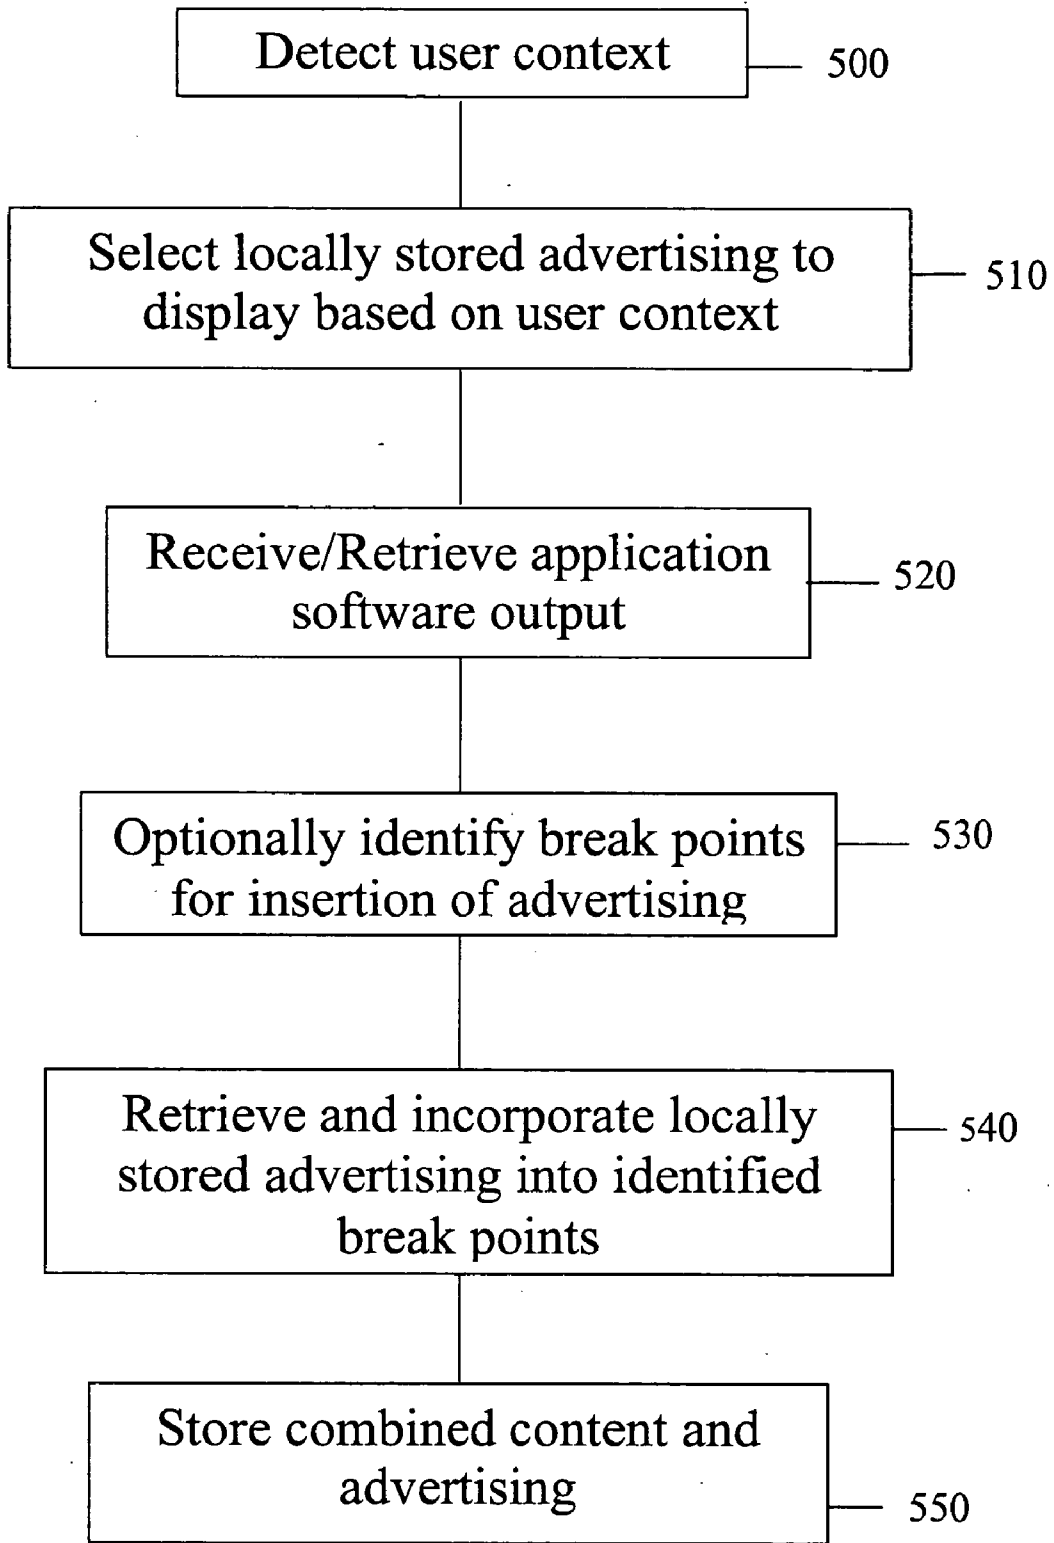 Detect user context
500
Select locally stored advertising to
display based on user context
510
Receive/Retrieve application
software output
520
Optionally identify break points
for insertion of advertising
530
Retrieve and incorporate locally
stored advertising into identified
break points
540
Store combined content and
advertising
550